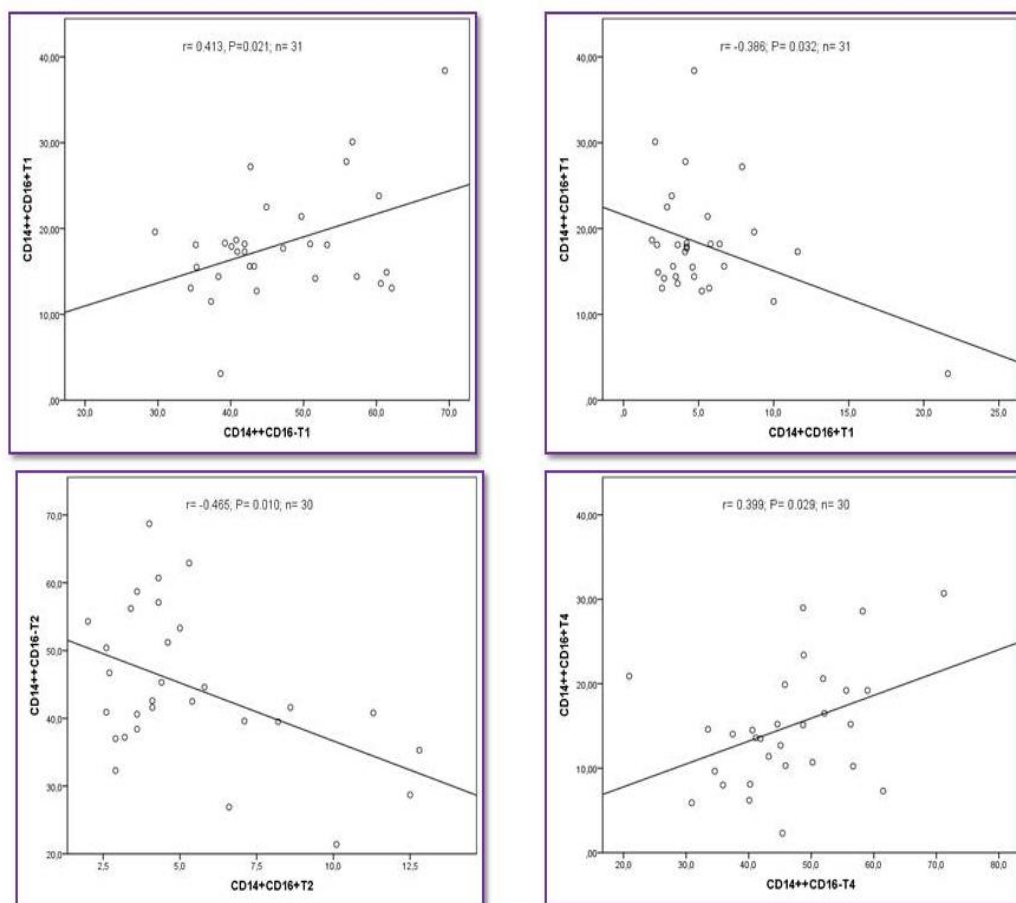 r= 0.413, P=0.021; n= 31
40,00
30,00
20,00
10,00
,00
CD14++CD16+T1
20,0 30,0 40,0 50,0 60,0 70,0
CD14++CD16-T1
r= -0.386, P= 0.032, n= 31
40,00
30,00
20,00
10,00
,00
CD14++CD16+T1
,0 5,0 10,0 15,0 20,0 25,0
CD14+CD16+T1
r= -0.465; P= 0.010; n= 30
70,0
60,0
50,0
40,0
30,0
20,0
CD14++CD16-T2
2,5 5,0 7,5 10,0 12,5
CD14+CD16+T2
r= 0.399; P= 0.029; n= 30
40,00
30,00
20,00
10,00
,00
CD14++CD16+T4
20,0 30,0 40,0 50,0 60,0 70,0 80,0
CD14++CD16-T4